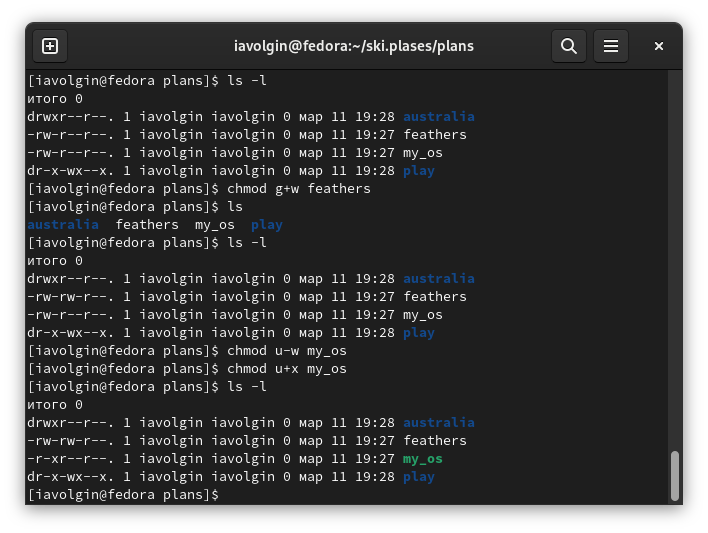 iavolgin@fedora:~/ski.plases/plans
[iavolgin@fedora plans]$ ls -l
итого 0
drwxr--r--. 1 iavolgin iavolgin 0 мар 11 19:28 australia
-rw-r--r--. 1 iavolgin iavolgin 0 мар 11 19:27 feathers
-rw-r--r--. 1 iavolgin iavolgin 0 мар 11 19:27 my_os
dr-x-wx--x. 1 iavolgin iavolgin 0 мар 11 19:28 play
[iavolgin@fedora plans]$ chmod g+w feathers
[iavolgin@fedora plans]$ ls
australia  feathers  my_os  play
[iavolgin@fedora plans]$ ls -l
итого 0
drwxr--r--. 1 iavolgin iavolgin 0 мар 11 19:28 australia
-rw-rw-r--. 1 iavolgin iavolgin 0 мар 11 19:27 feathers
-rw-r--r--. 1 iavolgin iavolgin 0 мар 11 19:27 my_os
dr-x-wx--x. 1 iavolgin iavolgin 0 мар 11 19:28 play
[iavolgin@fedora plans]$ chmod u-w my_os
[iavolgin@fedora plans]$ chmod u+x my_os
[iavolgin@fedora plans]$ ls -l
итого 0
drwxr--r--. 1 iavolgin iavolgin 0 мар 11 19:28 australia
-rw-rw-r--. 1 iavolgin iavolgin 0 мар 11 19:27 feathers
-r-xr--r--. 1 iavolgin iavolgin 0 мар 11 19:27 my_os
dr-x-wx--x. 1 iavolgin iavolgin 0 мар 11 19:28 play
[iavolgin@fedora plans]$